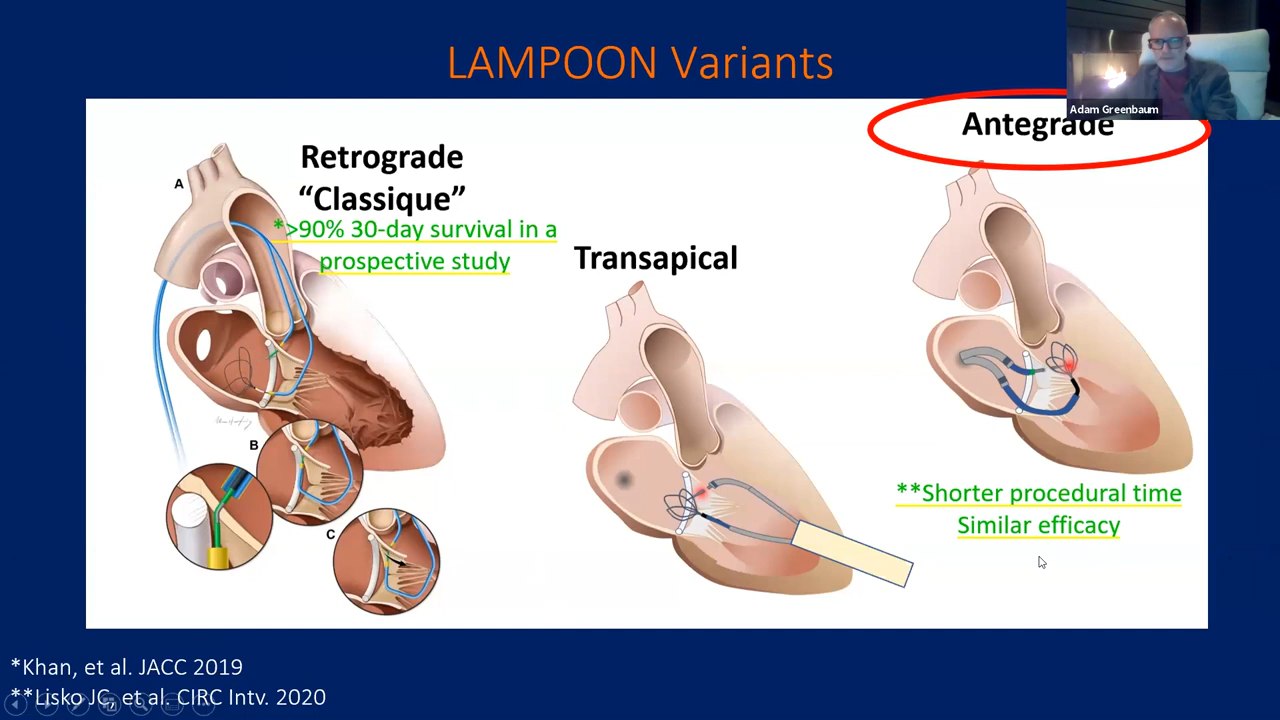 LAMPOON Variants
Adam Greenbaum
Antegrade
Retrograde
“Classique”
*>90% 30-day survival in a
prospective study
Transapical
A
B
C
**Shorter procedural time
Similar efficacy
*Khan, et al. JACC 2019
**Lisko JC, et al. CIRC Intv. 2020